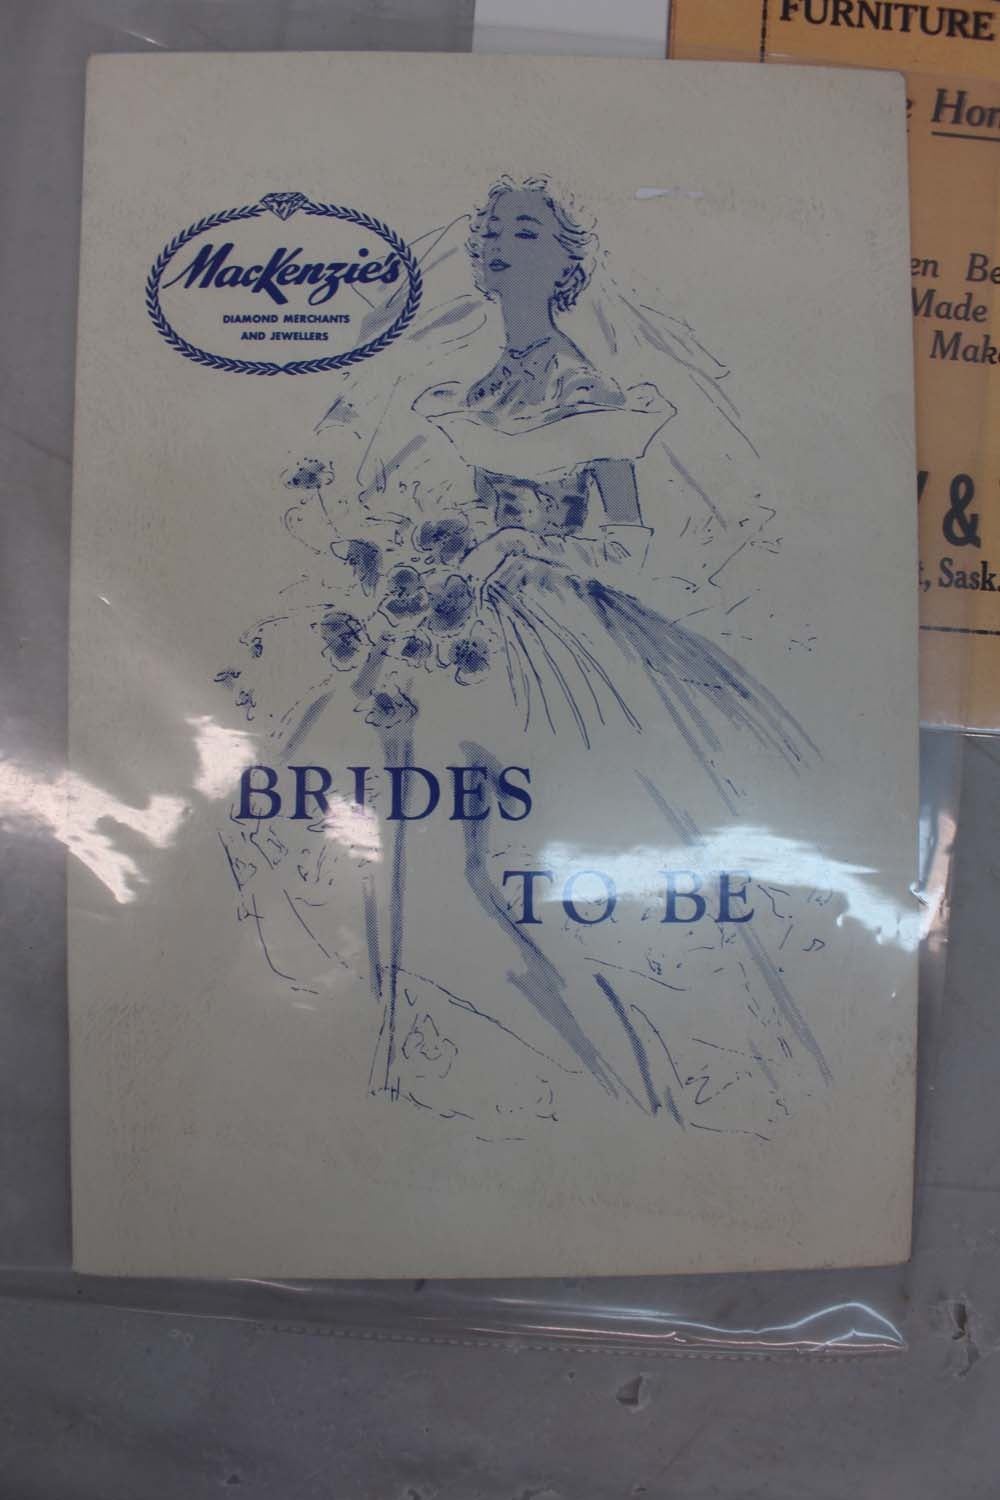 MacKenzie's
DIAMOND MERCHANTS
AND JEWELLERS
BRIDES
TO BE
FURNITURE
Made
&
, Sask.